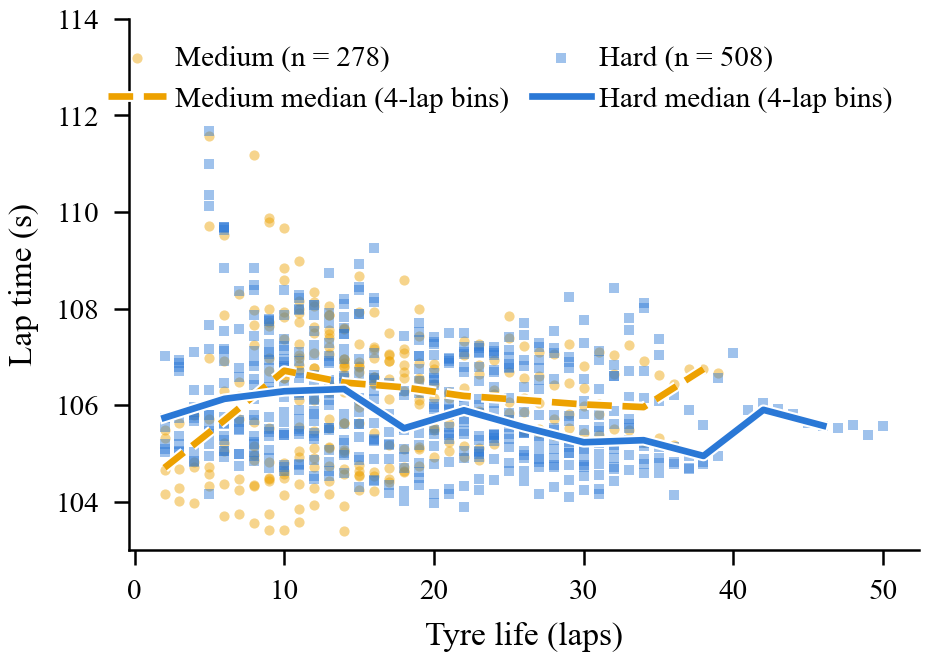 114
112
110
108
106
104
Lap time (s)
Medium (n = 278)
Hard (n = 508)
Medium median (4-lap bins)
Hard median (4-lap bins)
0
10
20
30
40
50
Tyre life (laps)